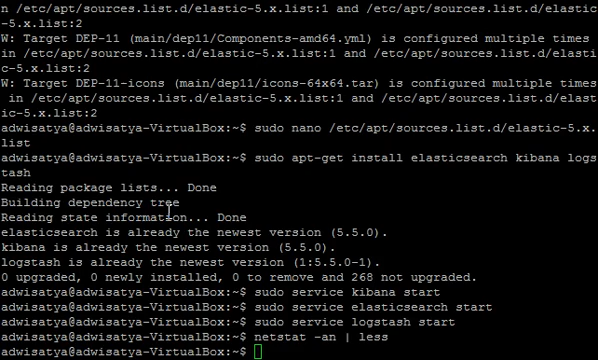 n /etc/apt/sources.list.d/elastic-5.x.list:1 and /etc/apt/sources.list.d/elastic
-5.x.list:2
W: Target DEP-11 (main/dep11/Components-amd64.yml) is configured multiple times
in /etc/apt/sources.list.d/elastic-5.x.list:1 and /etc/apt/sources.list.d/elasti
c-5.x.list:2
W: Target DEP-11-icons (main/dep11/icons-64x64.tar) is configured multiple times
 in /etc/apt/sources.list.d/elastic-5.x.list:1 and /etc/apt/sources.list.d/elast
ic-5.x.list:2
adwisatya@adwisatya-VirtualBox:~$ sudo nano /etc/apt/sources.list.d/elastic-5.x.
list
adwisatya@adwisatya-VirtualBox:~$ sudo apt-get install elasticsearch kibana logs
tash
Reading package lists... Done
Building dependency tree
Reading state information... Done
elasticsearch is already the newest version (5.5.0).
kibana is already the newest version (5.5.0).
logstash is already the newest version (1:5.5.0-1).
0 upgraded, 0 newly installed, 0 to remove and 268 not upgraded.
adwisatya@adwisatya-VirtualBox:~$ sudo service kibana start
adwisatya@adwisatya-VirtualBox:~$ sudo service elasticsearch start
adwisatya@adwisatya-VirtualBox:~$ sudo service logstash start
adwisatya@adwisatya-VirtualBox:~$ netstat -an | less
adwisatya@adwisatya-VirtualBox:~$